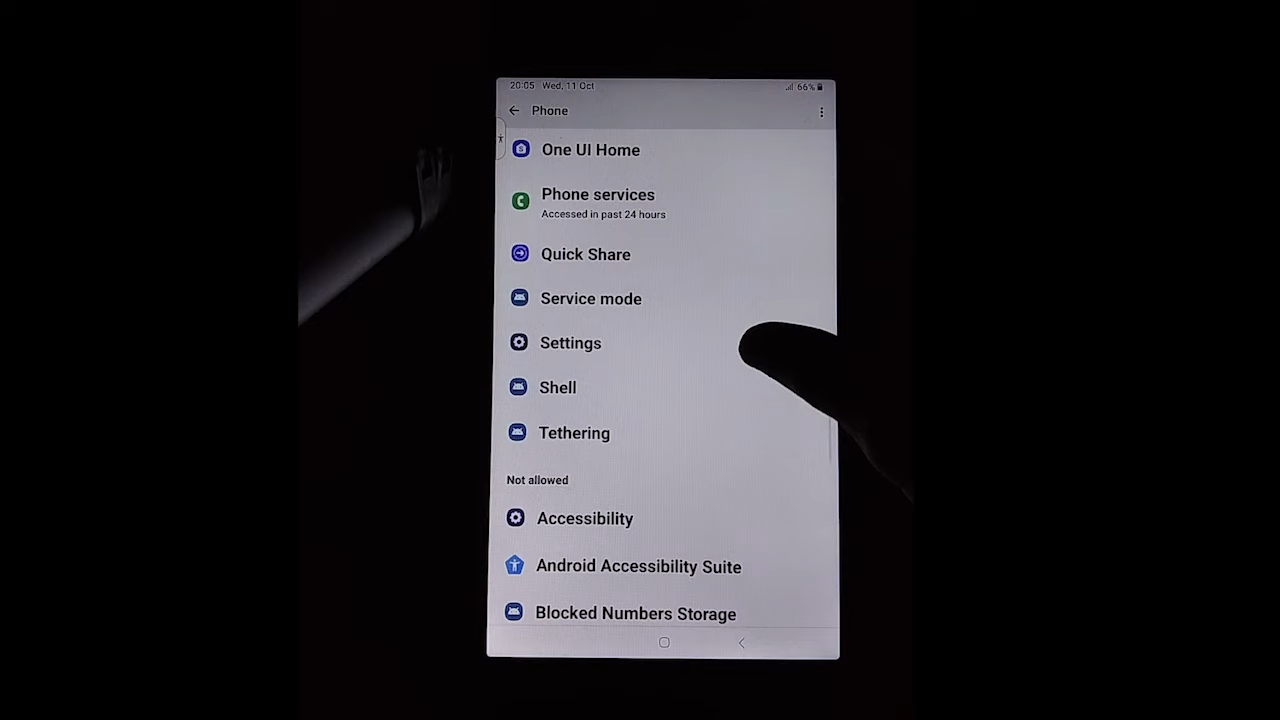 20:05 Wed, 11 Oct 66%
Phone
One UI Home
Phone services
Accessed in past 24 hours
Quick Share
Service mode
Settings
Shell
Tethering
Not allowed
Accessibility
Android Accessibility Suite
Blocked Numbers Storage